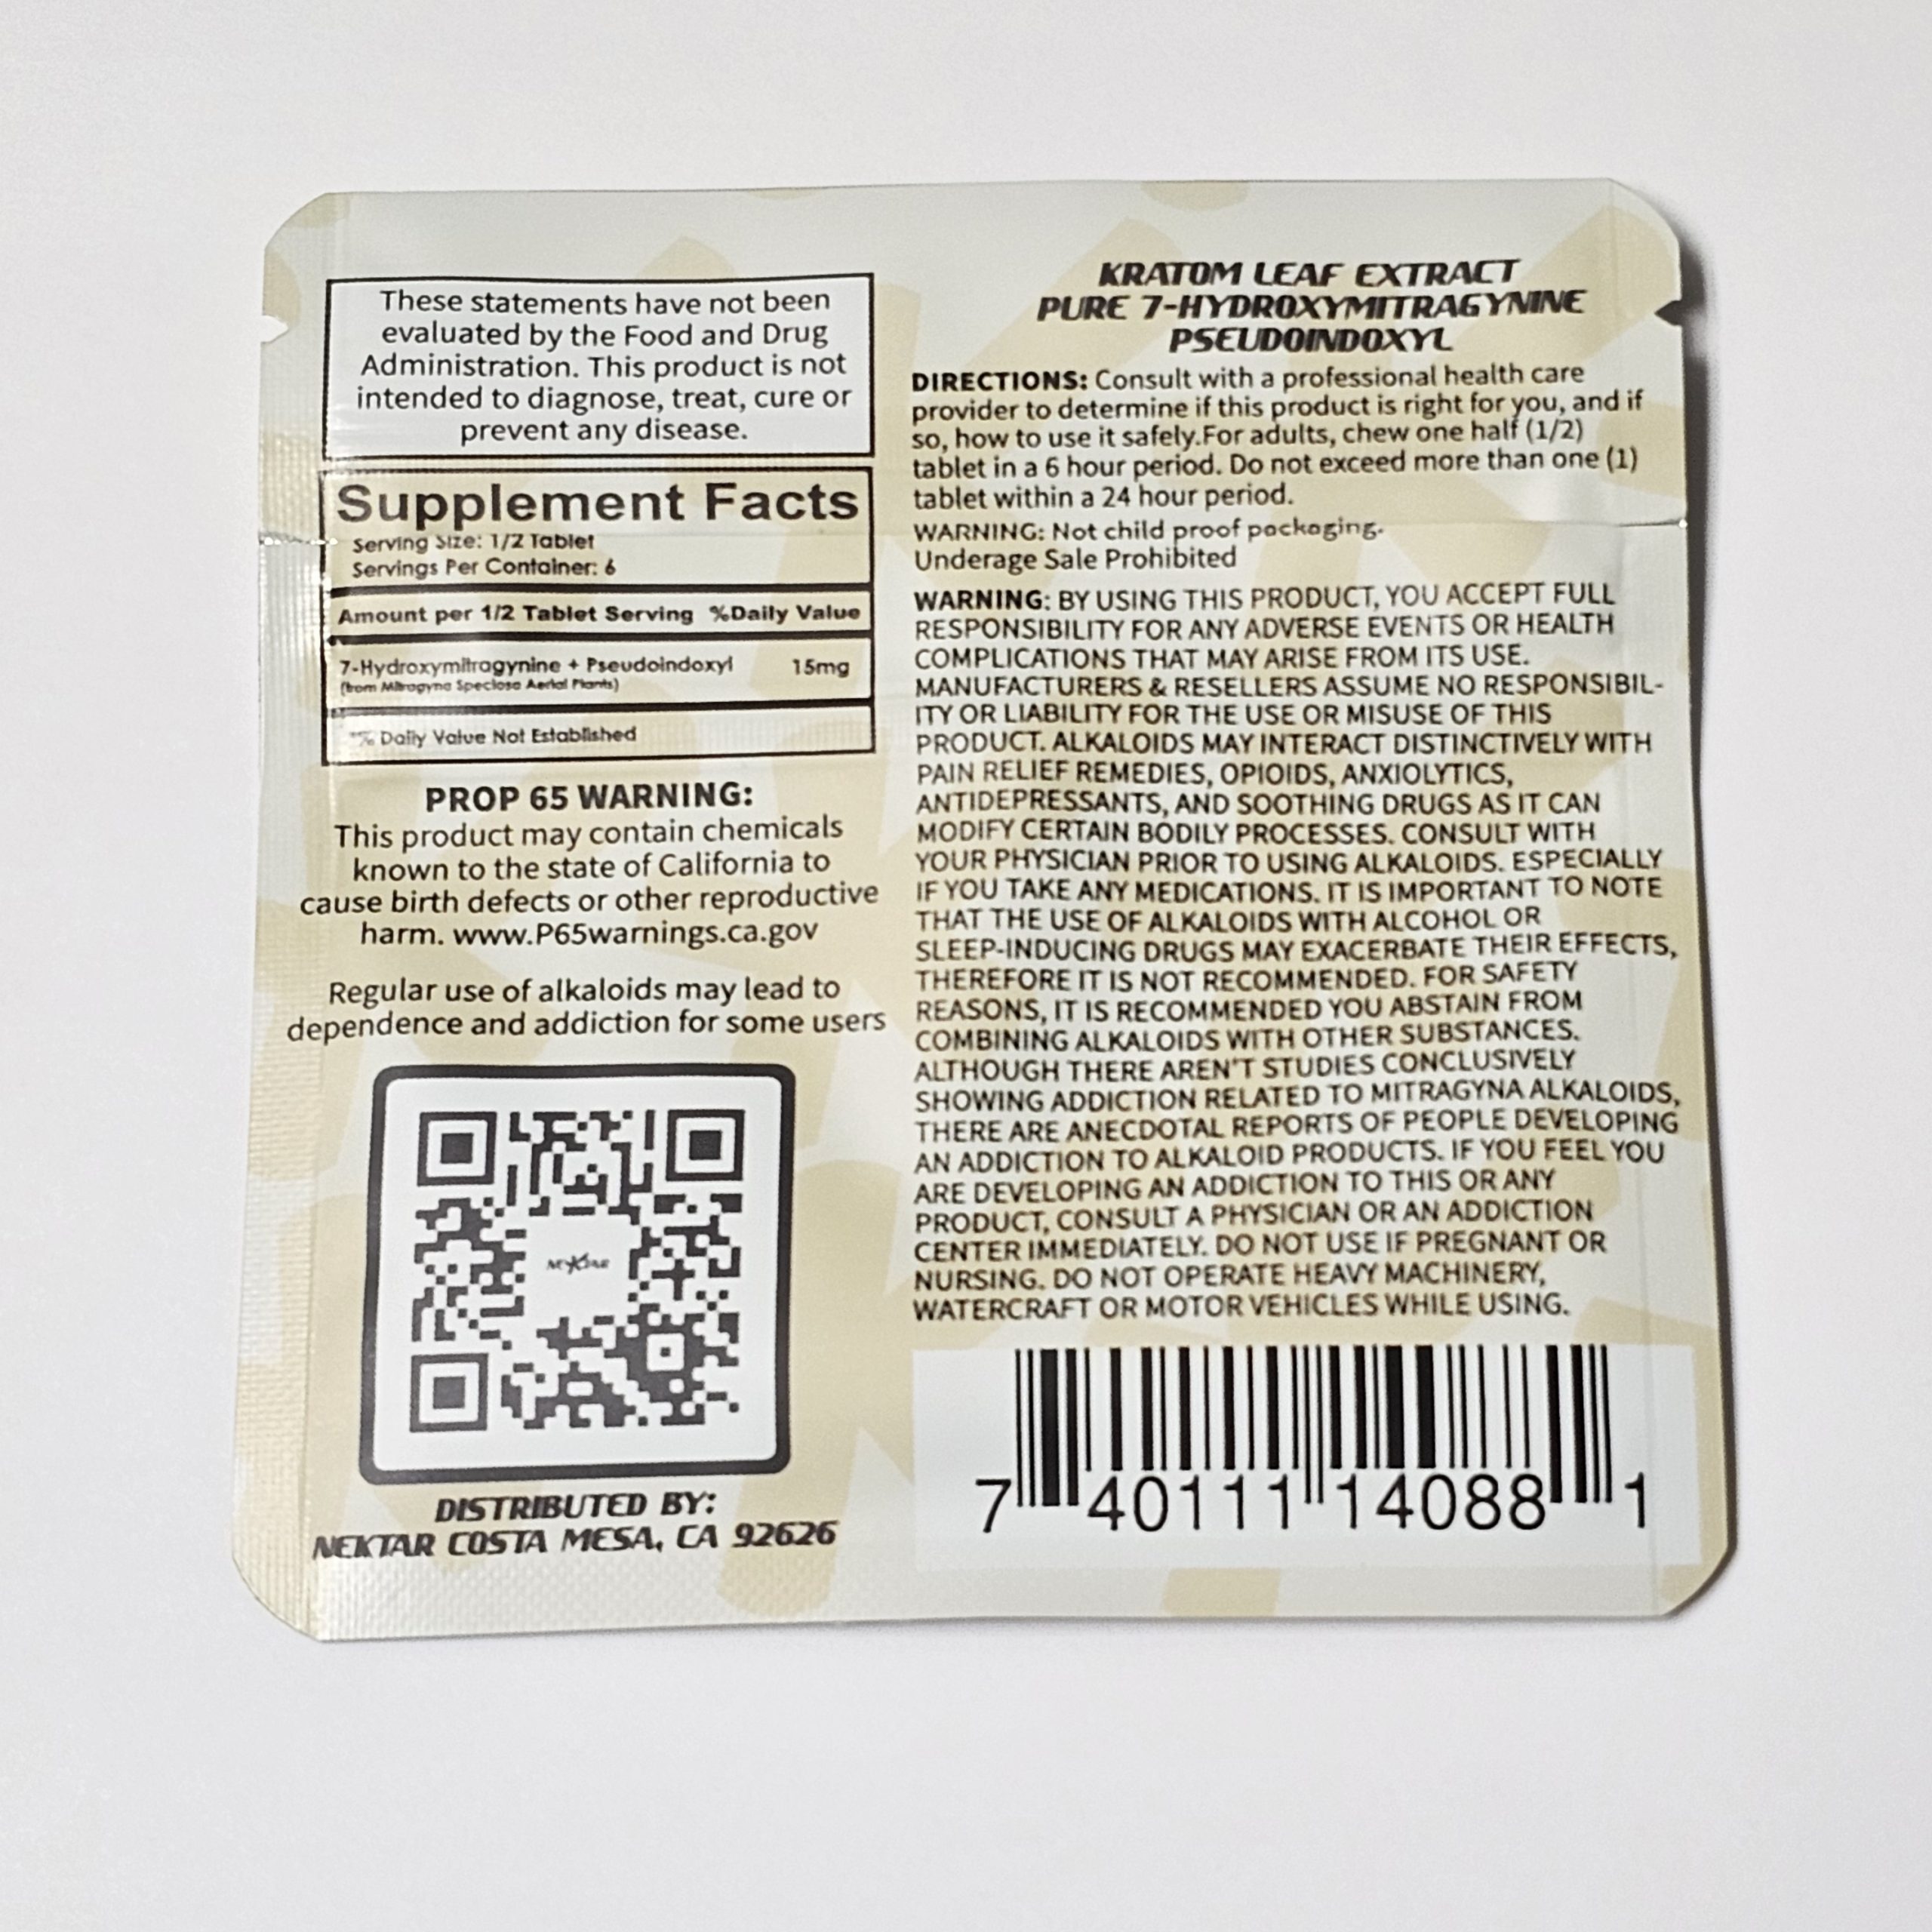 These statements have not been
evaluated by the Food and Drug
Administration. This product is not
intended to diagnose, treat, cure or
prevent any disease.
Supplement Facts
Serving Size: 1/2 Tablet
Servings Per Container: 6
Amount per 1/2 Tablet Serving %Daily Value
7-Hydroxymitragynine + Pseudoindoxyl 15mg
(from Mitragyna Speciosa Aerial Plants)
*% Daily Value Not Established
PROP 65 WARNING:
This product may contain chemicals
known to the state of California to
cause birth defects or other reproductive
harm. www.P65warnings.ca.gov
Regular use of alkaloids may lead to
dependence and addiction for some users
NEKTAR
DISTRIBUTED BY:
NEKTAR COSTA MESA, CA 92626
KRATOM LEAF EXTRACT
PURE 7-HYDROXYMITRAGYNINE
PSEUDOINDOXYL
DIRECTIONS: Consult with a professional health care
provider to determine if this product is right for you, and if
so, how to use it safely.For adults, chew one half (1/2)
tablet in a 6 hour period. Do not exceed more than one (1)
tablet within a 24 hour period.
WARNING: Not child proof packaging.
Underage Sale Prohibited
WARNING: BY USING THIS PRODUCT, YOU ACCEPT FULL
RESPONSIBILITY FOR ANY ADVERSE EVENTS OR HEALTH
COMPLICATIONS THAT MAY ARISE FROM ITS USE.
MANUFACTURERS & RESELLERS ASSUME NO RESPONSIBIL-
ITY OR LIABILITY FOR THE USE OR MISUSE OF THIS
PRODUCT. ALKALOIDS MAY INTERACT DISTINCTIVELY WITH
PAIN RELIEF REMEDIES, OPIOIDS, ANXIOLYTICS,
ANTIDEPRESSANTS, AND SOOTHING DRUGS AS IT CAN
MODIFY CERTAIN BODILY PROCESSES. CONSULT WITH
YOUR PHYSICIAN PRIOR TO USING ALKALOIDS. ESPECIALLY
IF YOU TAKE ANY MEDICATIONS. IT IS IMPORTANT TO NOTE
THAT THE USE OF ALKALOIDS WITH ALCOHOL OR
SLEEP-INDUCING DRUGS MAY EXACERBATE THEIR EFFECTS,
THEREFORE IT IS NOT RECOMMENDED. FOR SAFETY
REASONS, IT IS RECOMMENDED YOU ABSTAIN FROM
COMBINING ALKALOIDS WITH OTHER SUBSTANCES.
ALTHOUGH THERE AREN'T STUDIES CONCLUSIVELY
SHOWING ADDICTION RELATED TO MITRAGYNA ALKALOIDS,
THERE ARE ANECDOTAL REPORTS OF PEOPLE DEVELOPING
AN ADDICTION TO ALKALOID PRODUCTS. IF YOU FEEL YOU
ARE DEVELOPING AN ADDICTION TO THIS OR ANY
PRODUCT, CONSULT A PHYSICIAN OR AN ADDICTION
CENTER IMMEDIATELY. DO NOT USE IF PREGNANT OR
NURSING. DO NOT OPERATE HEAVY MACHINERY,
WATERCRAFT OR MOTOR VEHICLES WHILE USING.
7 40111 14088 1